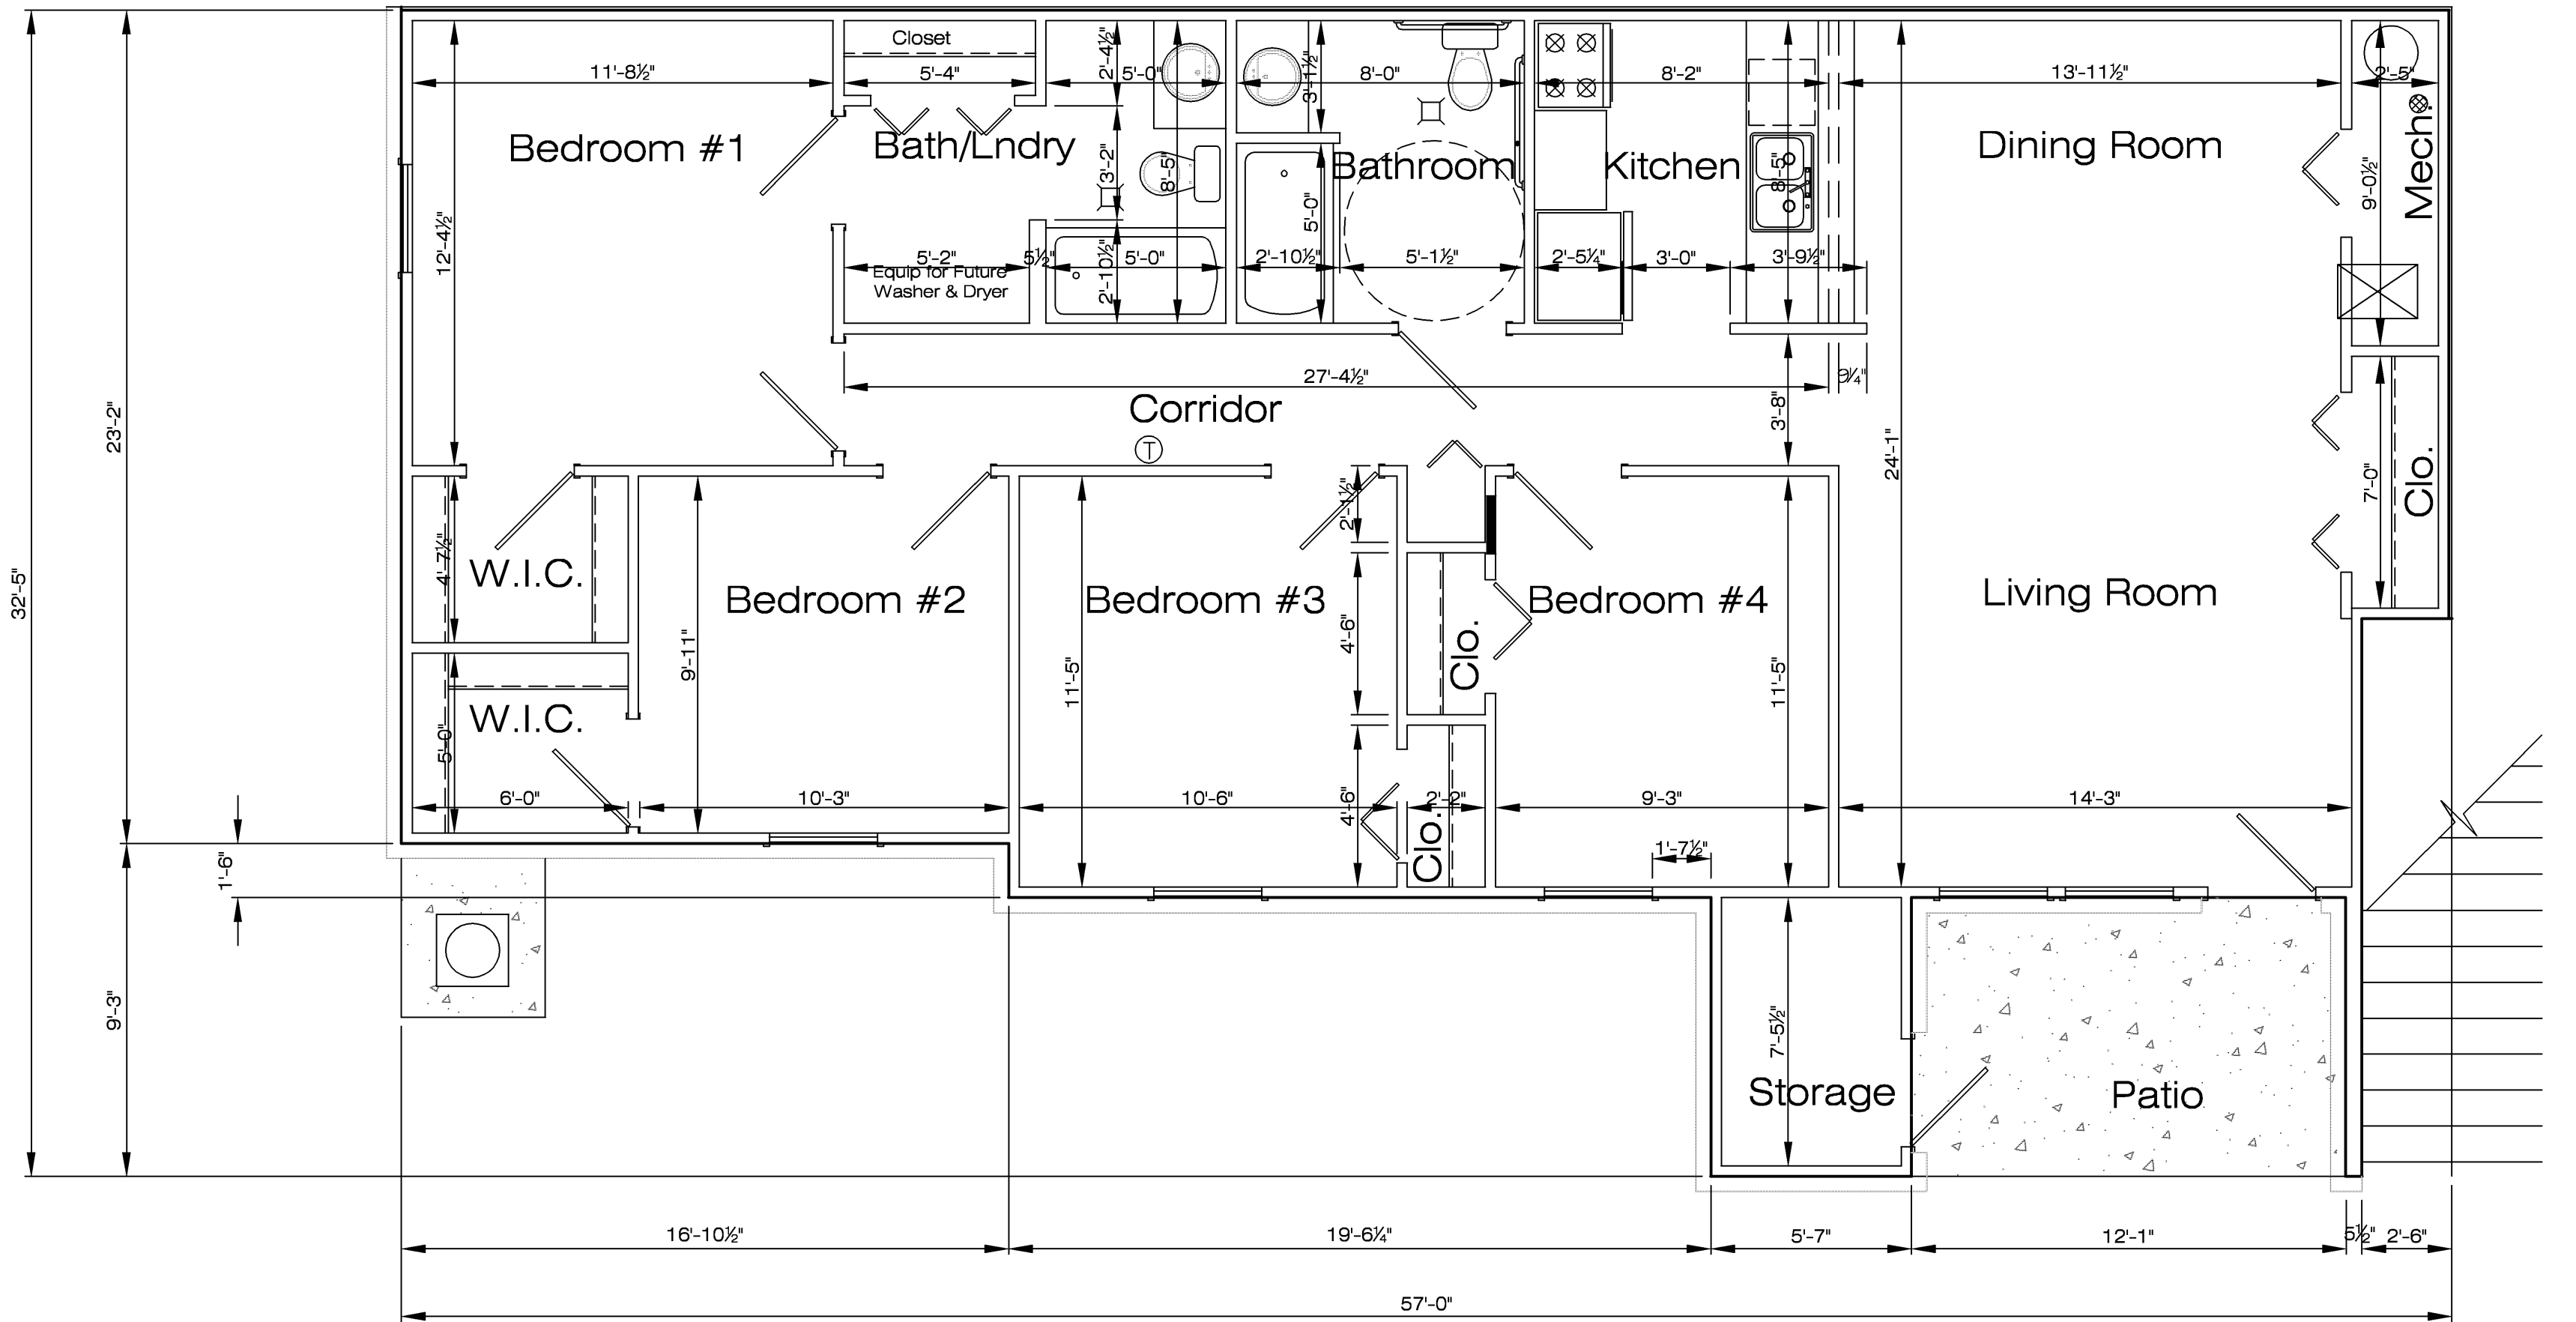 Closet
11'-8½"
5'-4"
2'-4½"
5'-0"
3'-1½"
8'-0"
8'-2"
13'-11½"
2'-5"
Bedroom #1
Bath/Lndry
3'-2"
8'-5"
Bathroom
Kitchen
8'-5"
Dining Room
Mech.
9'-0½"
12'-4½"
5'-0"
5'-2"
5½"
2'-10½"
5'-0"
2'-10½"
5'-1½"
2'-5¼"
3'-0"
3'-9½"
Equip for Future
Washer & Dryer
27'-4½"
9¼"
Corridor
3'-8"
23'-2"
T
24'-1"
7'-0"
Clo.
2'-1½"
4'-7½"
W.I.C.
32'-5"
Bedroom #2
Bedroom #3
Bedroom #4
Living Room
9'-11"
11'-5"
4'-6"
Clo.
11'-5"
W.I.C.
5'-0"
6'-0"
10'-3"
10'-6"
4'-6"
2'-2"
9'-3"
14'-3"
Clo.
1'-7½"
1'-6"
9'-3"
7'-5½"
Storage
Patio
16'-10½"
19'-6¼"
5'-7"
12'-1"
5½"
2'-6"
57'-0"